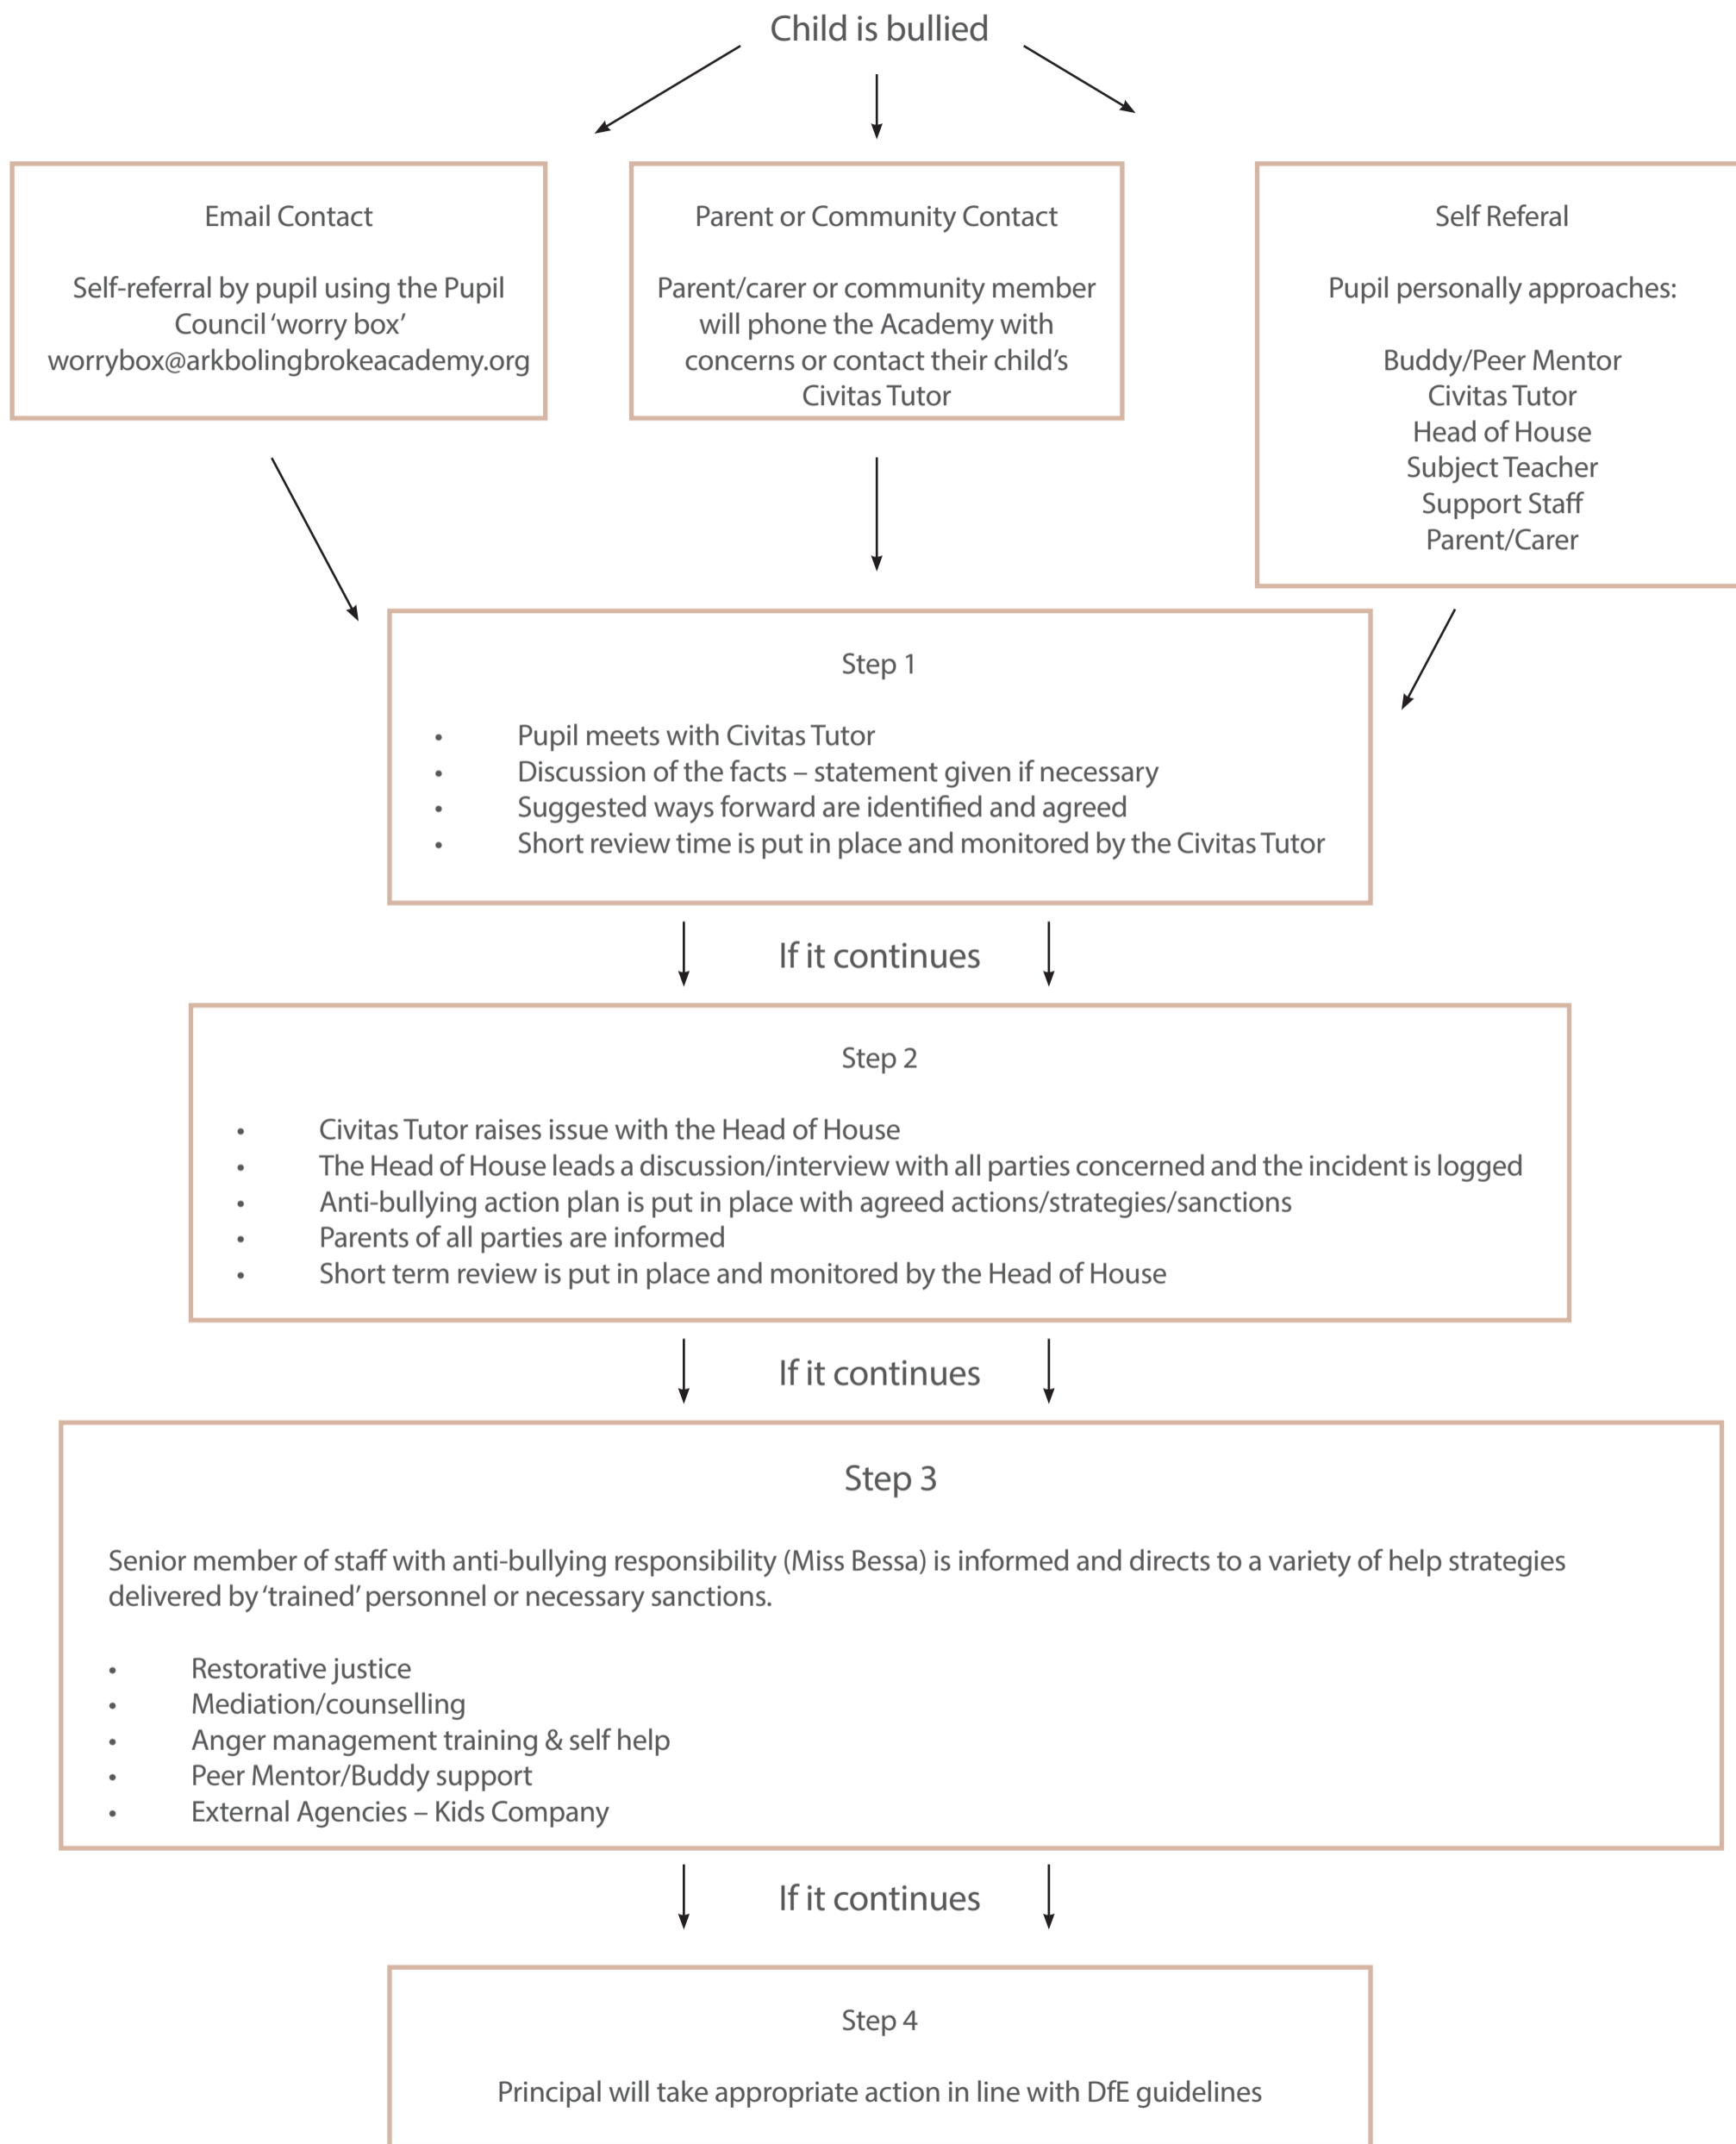 Child is bullied
Email Contact
Self-referral by pupil using the Pupil
Council ‘worry box’
worrybox@arkbolingbrokeacademy.org
Parent or Community Contact
Parent/carer or community member
will phone the Academy with
concerns or contact their child’s
Civitas Tutor
Self Referal
Pupil personally approaches:
Buddy/Peer Mentor
Civitas Tutor
Head of House
Subject Teacher
Support Staff
Parent/Carer
Step 1
• Pupil meets with Civitas Tutor
• Discussion of the facts – statement given if necessary
• Suggested ways forward are identified and agreed
• Short review time is put in place and monitored by the Civitas Tutor
If it continues
Step 2
• Civitas Tutor raises issue with the Head of House
• The Head of House leads a discussion/interview with all parties concerned and the incident is logged
• Anti-bullying action plan is put in place with agreed actions/strategies/sanctions
• Parents of all parties are informed
• Short term review is put in place and monitored by the Head of House
If it continues
Step 3
Senior member of staff with anti-bullying responsibility (Miss Bessa) is informed and directs to a variety of help strategies
delivered by ‘trained’ personnel or necessary sanctions.
• Restorative justice
• Mediation/counselling
• Anger management training & self help
• Peer Mentor/Buddy support
• External Agencies – Kids Company
If it continues
Step 4
Principal will take appropriate action in line with DfE guidelines